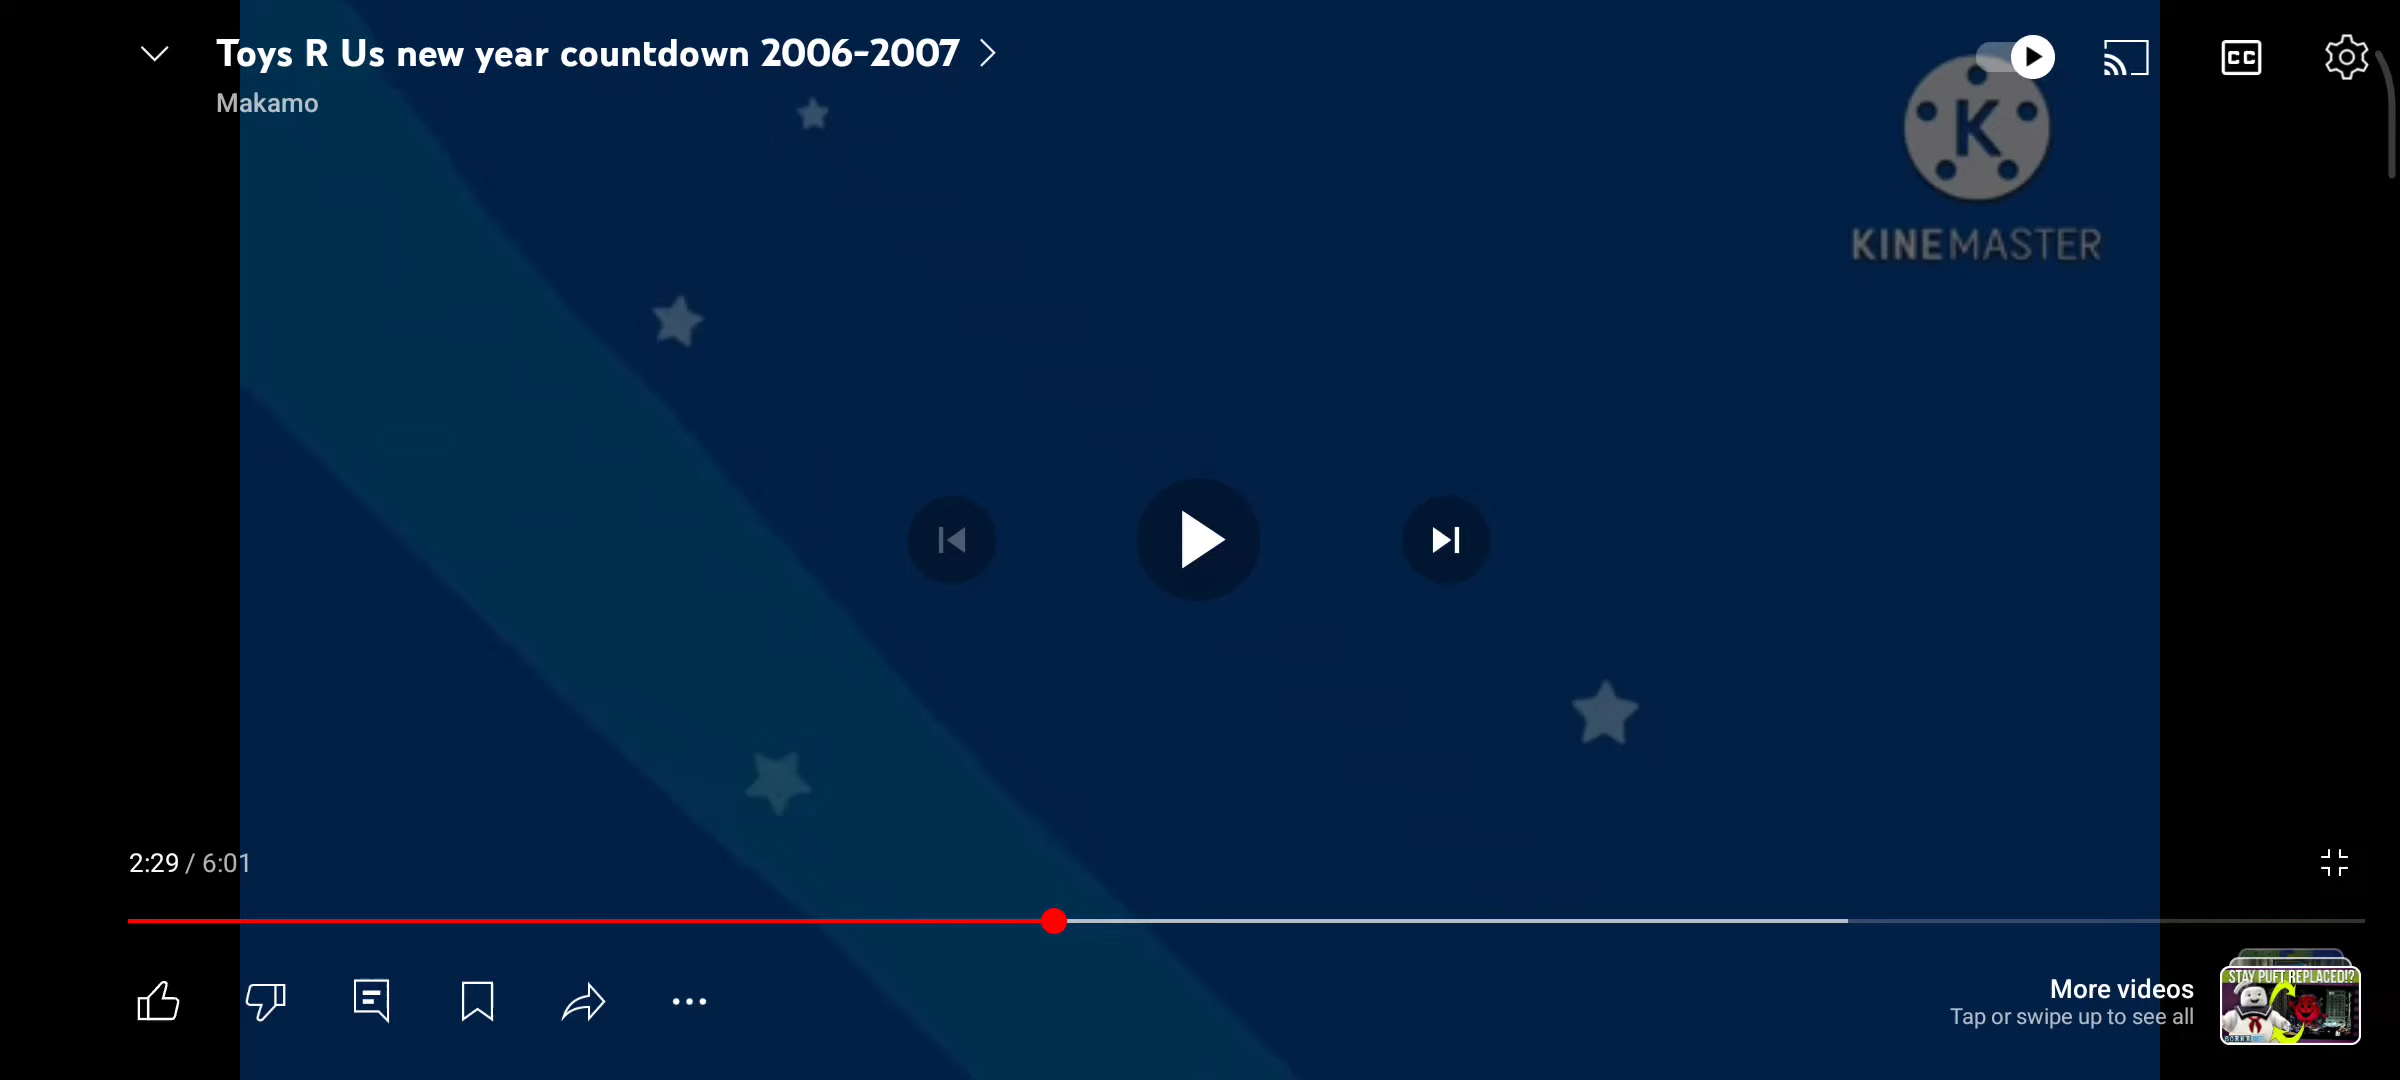 Toys R Us new year countdown 2006-2007
Makamo
CC
K
KINEMASTER
2:29 / 6:01
More videos
Tap or swipe up to see all
STAY PUFT REPLACED!?